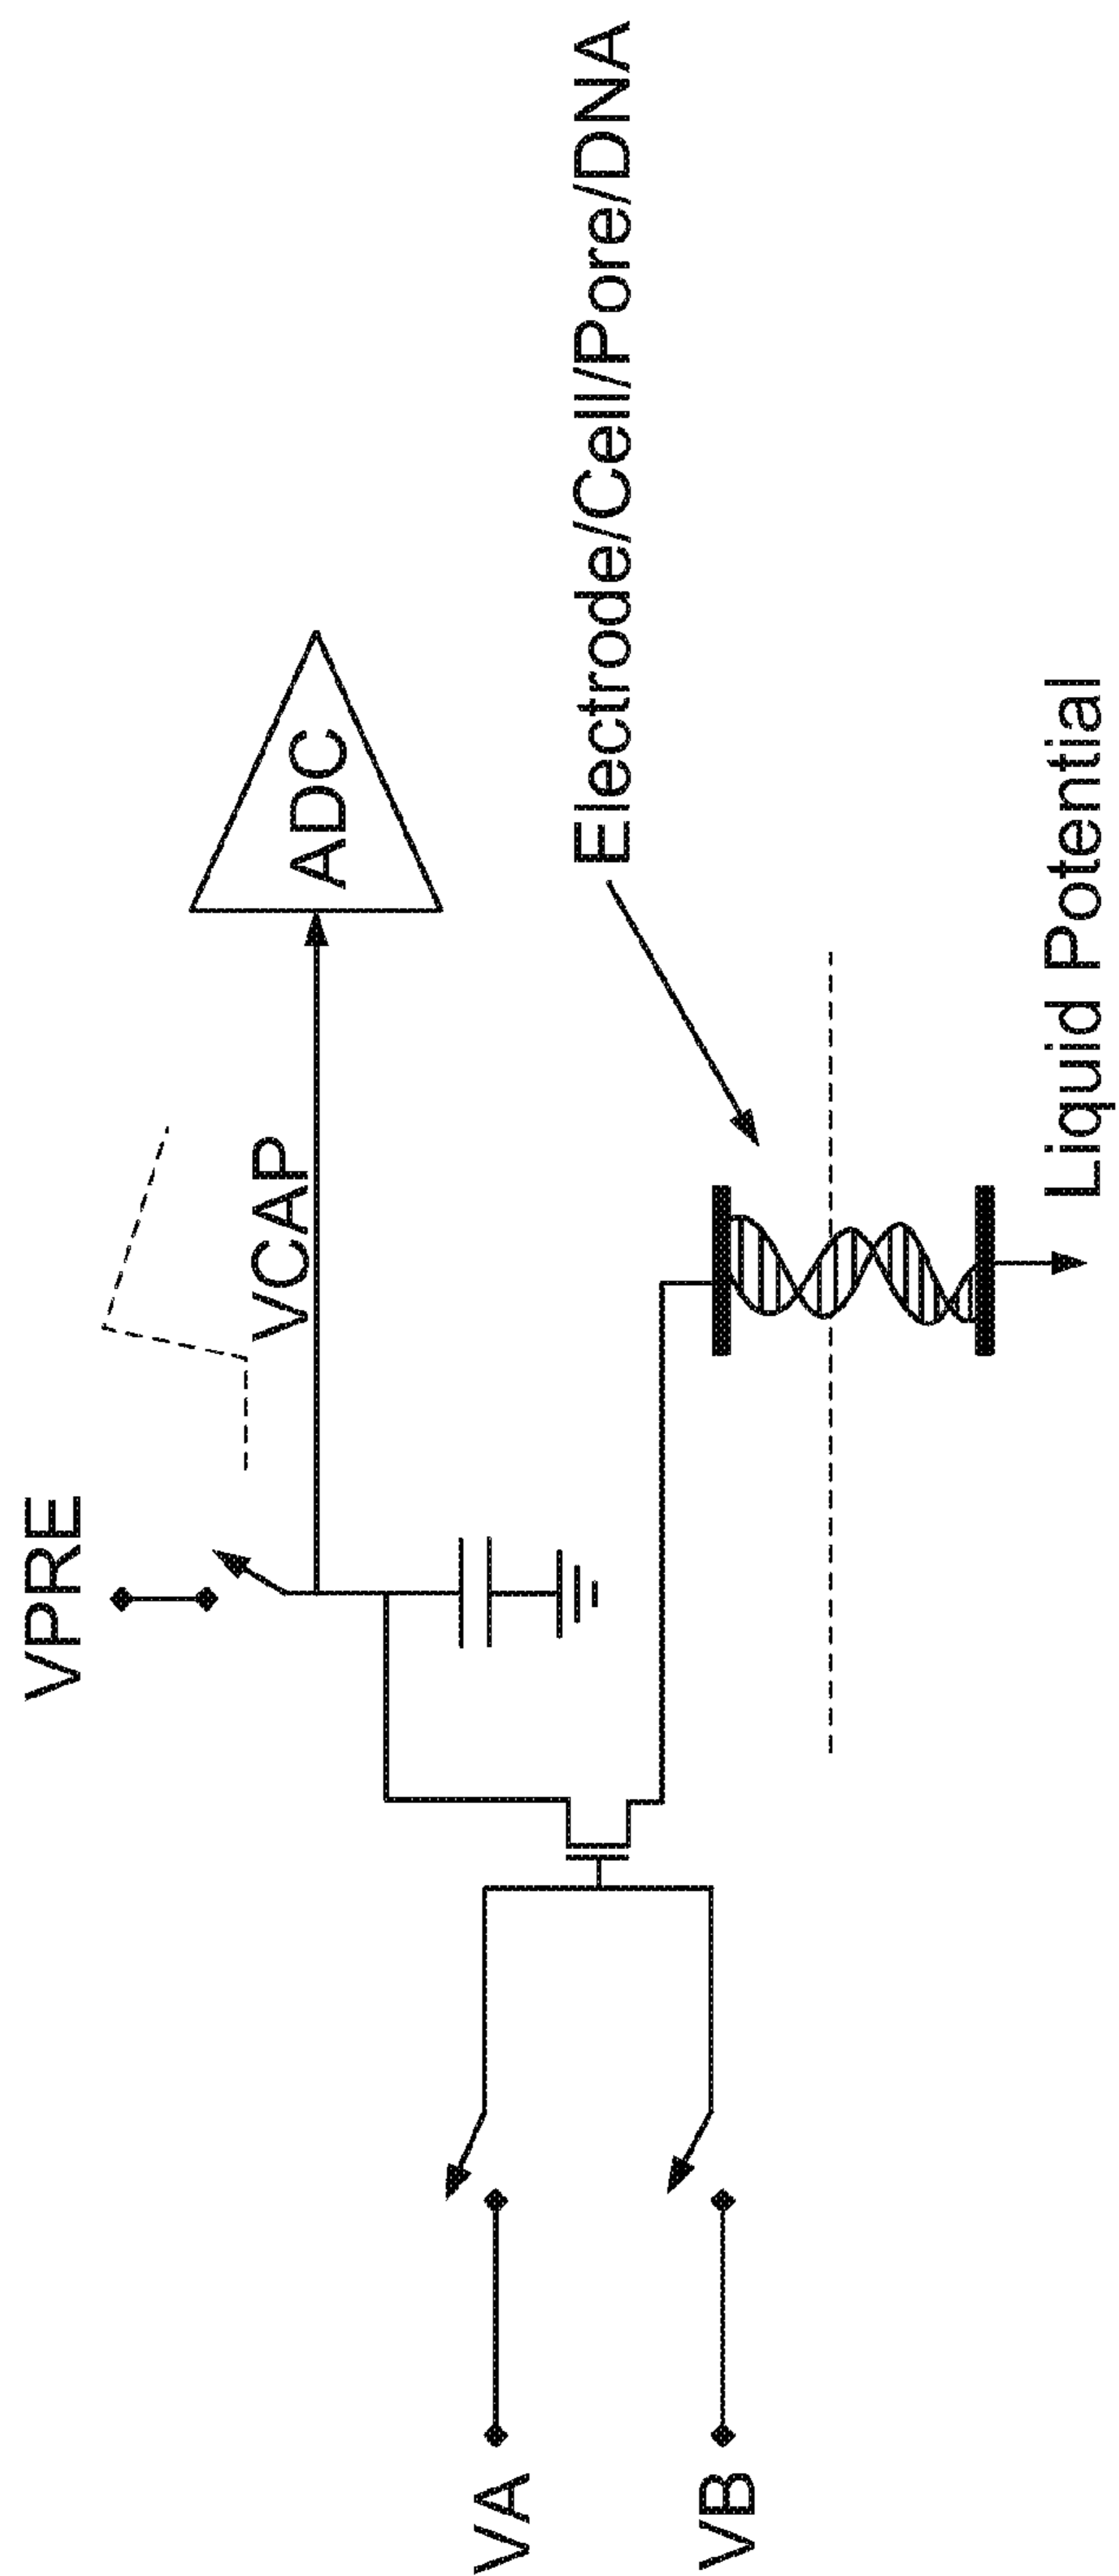 VPRE
VCAP
ADC
VA
VB
Electrode/Cell/Pore/DNA
Liquid Potential